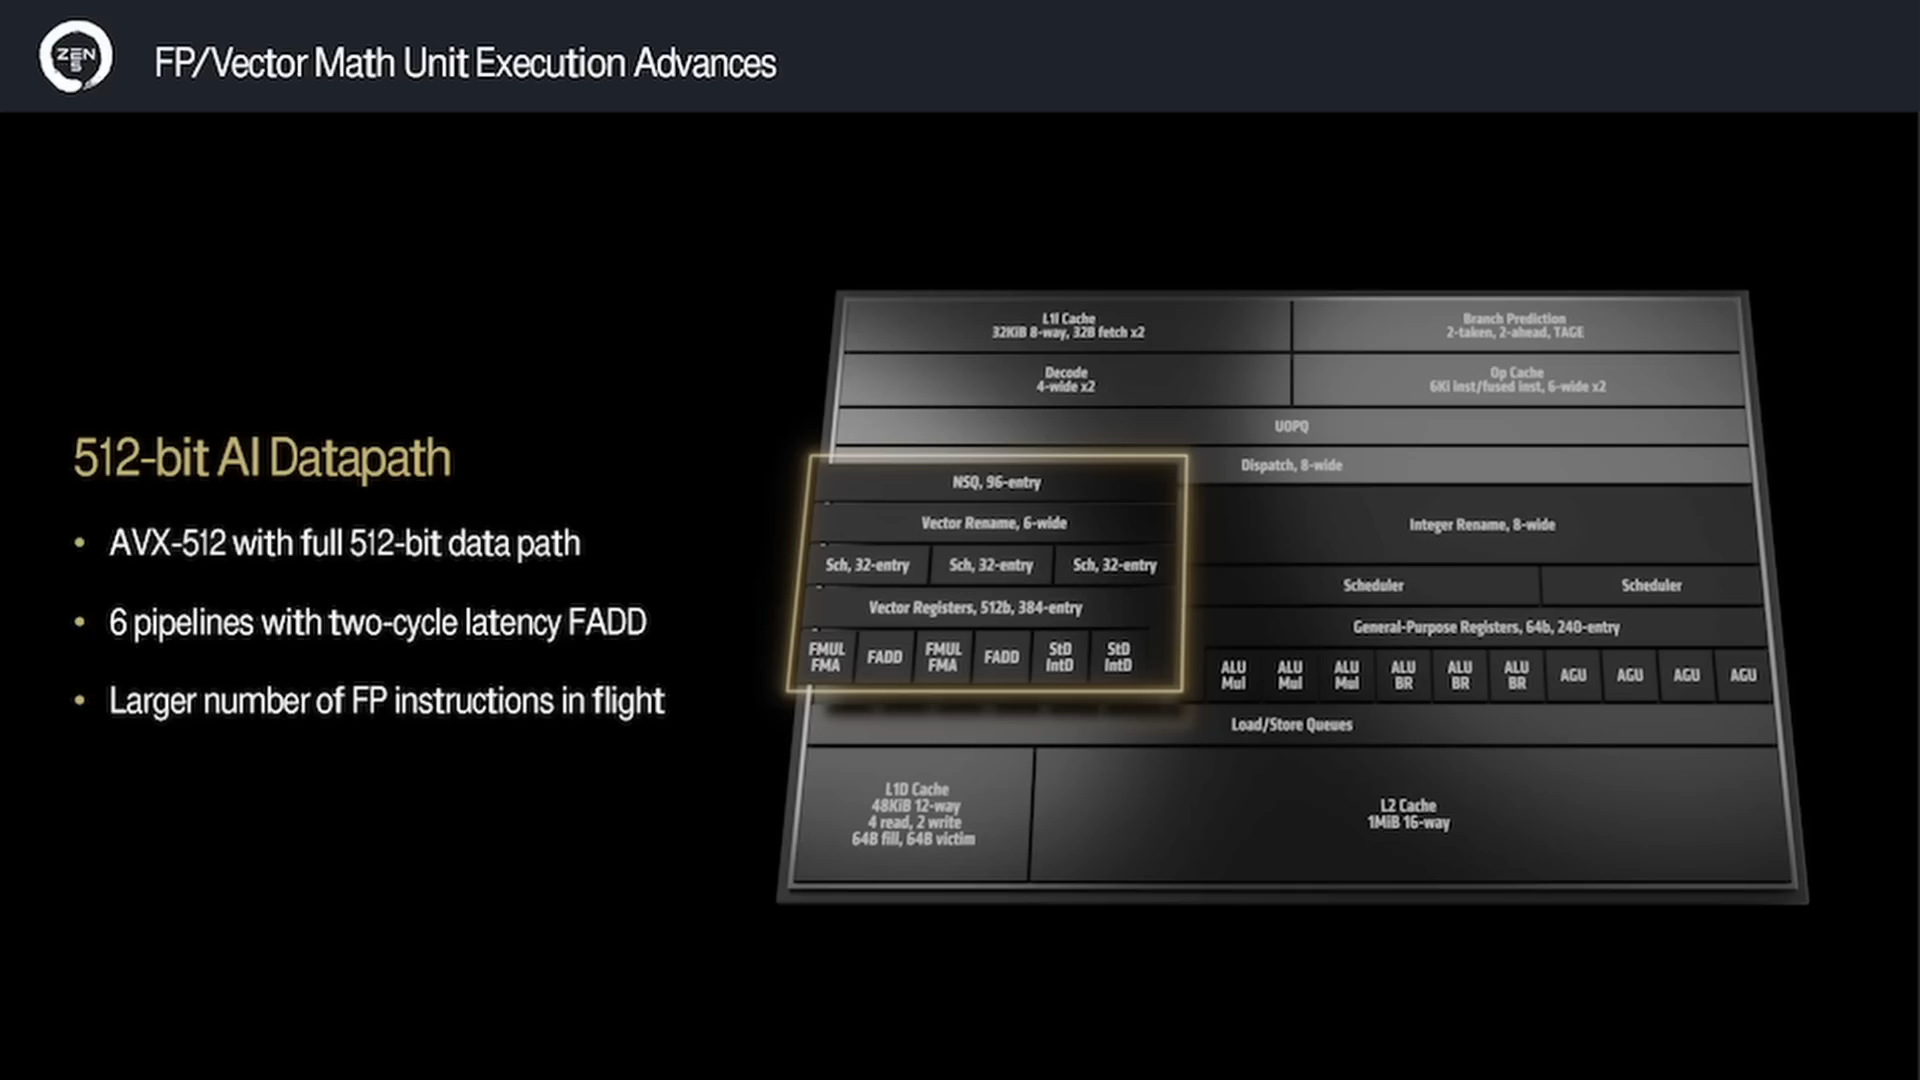 ZEN
5
FP/Vector Math Unit Execution Advances
512-bit AI Datapath
• AVX-512 with full 512-bit data path
• 6 pipelines with two-cycle latency FADD
• Larger number of FP instructions in flight
L1I Cache
32KiB 8-way, 32B fetch x2
Branch Prediction
2-taken, 2-ahead, TAGE
Decode
4-wide x2
Op Cache
6Ki inst/fused inst, 6-wide x2
UOPQ
Dispatch, 8-wide
NSQ, 96-entry
Vector Rename, 6-wide
Sch, 32-entry
Sch, 32-entry
Sch, 32-entry
Vector Registers, 512b, 384-entry
FMUL
FMA
FADD
FMUL
FMA
FADD
StD
IntD
StD
IntD
Integer Rename, 8-wide
Scheduler
Scheduler
General-Purpose Registers, 64b, 240-entry
ALU
Mul
ALU
Mul
ALU
Mul
ALU
BR
ALU
BR
ALU
BR
AGU
AGU
AGU
AGU
Load/Store Queues
L1D Cache
48KiB 12-way
4 read, 2 write
64B fill, 64B victim
L2 Cache
1MiB 16-way